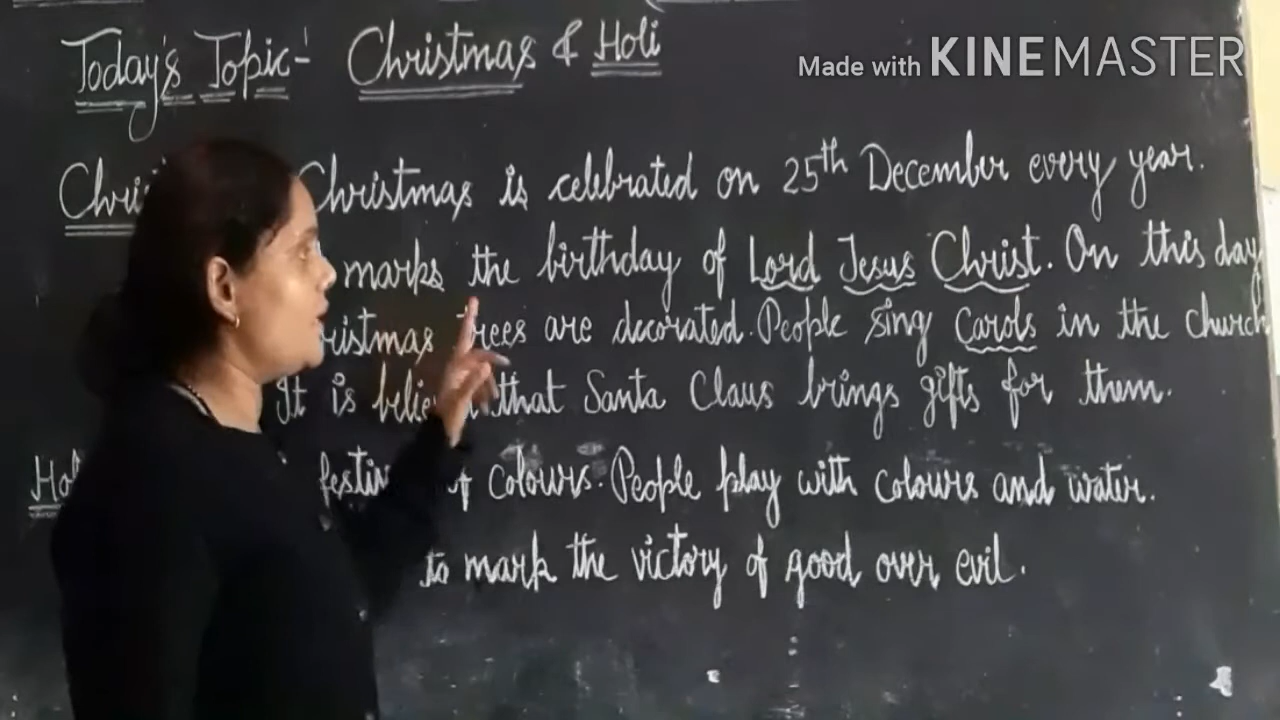 Today's Topic:- Christmas & Holi
Made with KINEMASTER
Christmas is celebrated on 25th December every year.
marks the birthday of Lord Jesus Christ. On this day
ristmas trees are decorated. People sing Carols in the church
It is that Santa Claus brings gifts for them.
of colours. People play with colours and water.
to mark the victory of good over evil.